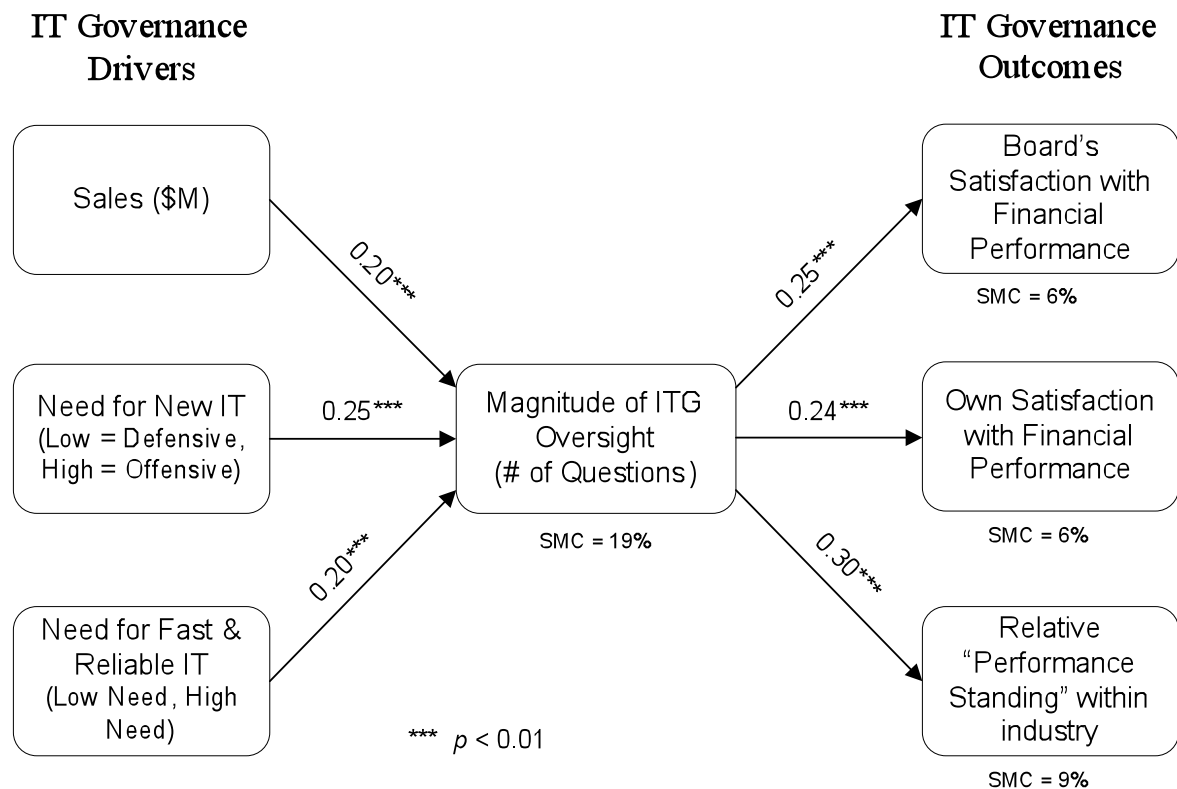 IT Governance
Drivers
IT Governance
Outcomes
Sales ($M)
Board's
Satisfaction with
Financial
Performance
SMC = 6%
0.20***
0.25***
Need for New IT
(Low = Defensive,
High = Offensive)
0.25***
Magnitude of ITG
Oversight
(# of Questions)
SMC = 19%
0.24***
Own Satisfaction
with Financial
Performance
SMC = 6%
0.20***
0.30***
Need for Fast &
Reliable IT
(Low Need, High
Need)
*** p < 0.01
Relative
“Performance
Standing” within
industry
SMC = 9%